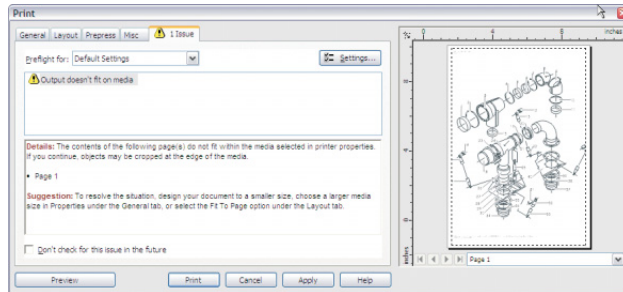 Print
General Layout Prepress Misc 1 Issue
Preflight for: Default Settings Settings...
Output doesn't fit on media
Details: The contents of the following page(s) do not fit within the media selected in printer properties.
If you continue, objects may be cropped at the edge of the media.
• Page 1
Suggestion: To resolve the situation, design your document to a smaller size, choose a larger media
size in Properties under the General tab, or select the Fit To Page option under the Layout tab.
Don't check for this issue in the future
Preview Print Cancel Apply Help
0 4 8 inches
inches
Page 1